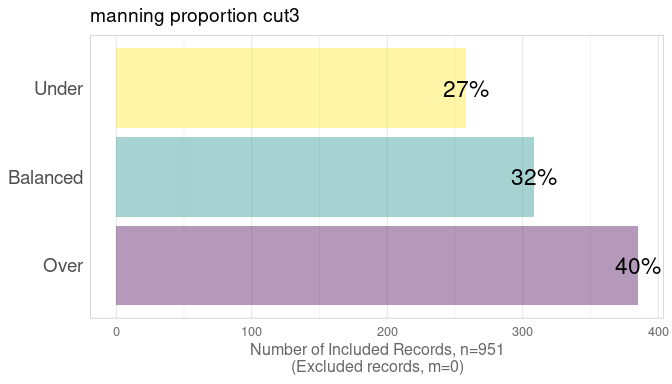 manning proportion cut3
Under
27%
Balanced
32%
Over
40%
0 100 200 300 400
Number of Included Records, n=951
(Excluded records, m=0)